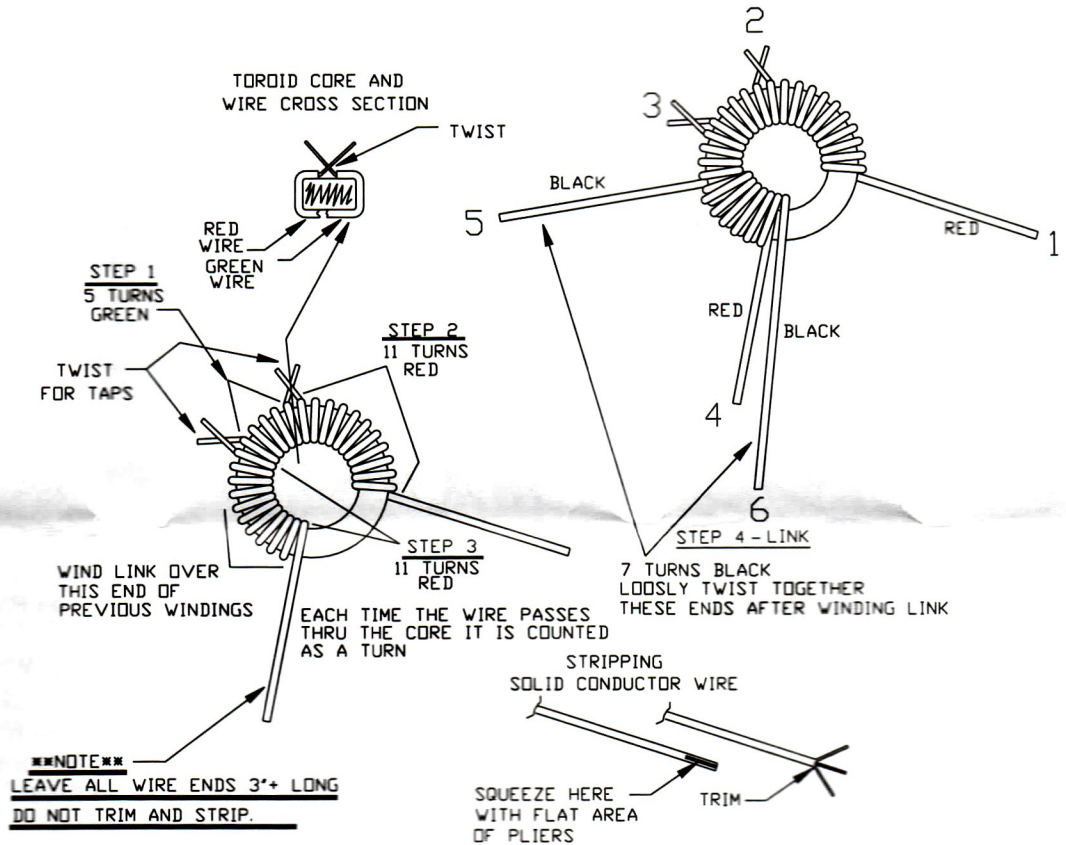 2
TOROID CORE AND
WIRE CROSS SECTION
3
TWIST
BLACK
5
RED
1
RED
WIRE
GREEN
WIRE
STEP 1
5 TURNS
GREEN
RED
BLACK
STEP 2
11 TURNS
RED
TWIST
FOR TAPS
4
6
STEP 3
11 TURNS
RED
STEP 4-LINK
7 TURNS BLACK
LOOSLY TWIST TOGETHER
THESE ENDS AFTER WINDING LINK
WIND LINK OVER
THIS END OF
PREVIOUS WINDINGS
EACH TIME THE WIRE PASSES
THRU THE CORE IT IS COUNTED
AS A TURN
STRIPPING
SOLID CONDUCTOR WIRE
**NOTE**
LEAVE ALL WIRE ENDS 3"+ LONG
DO NOT TRIM AND STRIP.
SQUEEZE HERE
WITH FLAT AREA
OF PLIERS
TRIM